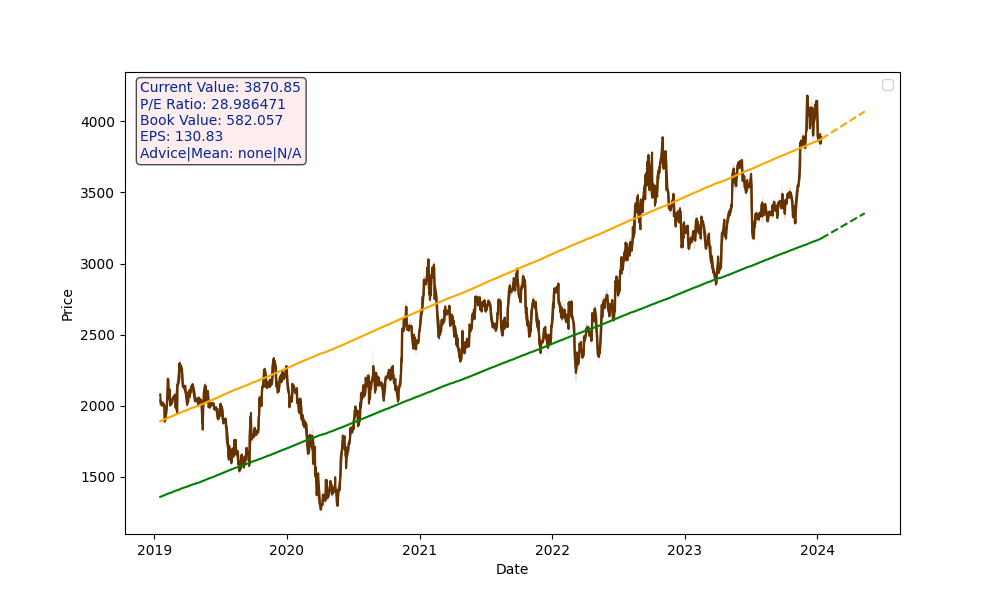 Current Value: 3870.85
P/E Ratio: 28.986471
Book Value: 582.057
EPS: 130.83
Advice|Mean: none|N/A
4000
3500
3000
2500
2000
1500
Price
2019 2020 2021 2022 2023 2024
Date